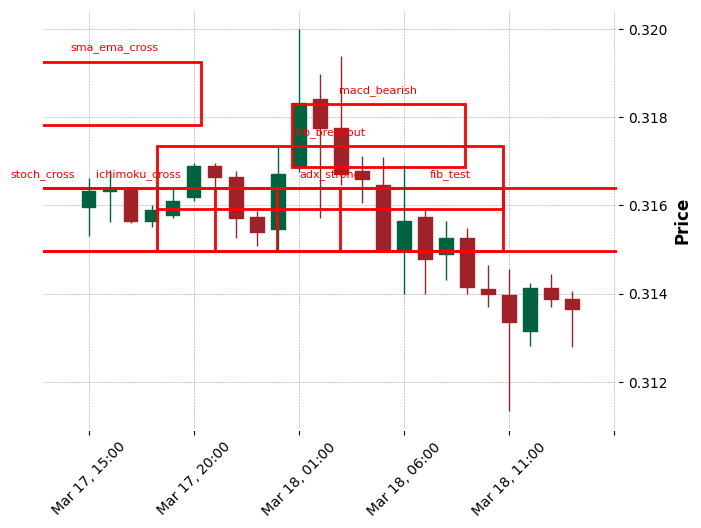 0.320
sma_ema_cross
macd_bearish
0.318
bb_breakout
stoch_cross
ichimoku_cross
adx_strong
fib_test
0.316
Price
0.314
0.312
Mar 17, 15:00
Mar 17, 20:00
Mar 18, 01:00
Mar 18, 06:00
Mar 18, 11:00